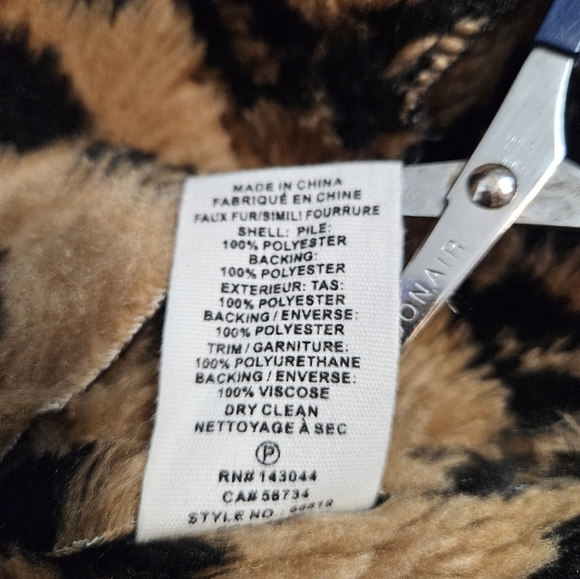 MADE IN CHINA
FABRIQUÉ EN CHINE
FAUX FUR/SIMILI FOURRURE
SHELL: PILE:
100% POLYESTER
BACKING:
100% POLYESTER
EXTERIEUR: TAS:
100% POLYESTER
BACKING / ENVERSE:
100% POLYESTER
TRIM / GARNITURE:
100% POLYURETHANE
BACKING / ENVERSE:
100% VISCOSE
DRY CLEAN
NETTOYAGE À SEC
P
RN# 143044
CA# 56734
STYLE NO.:
ONAIR